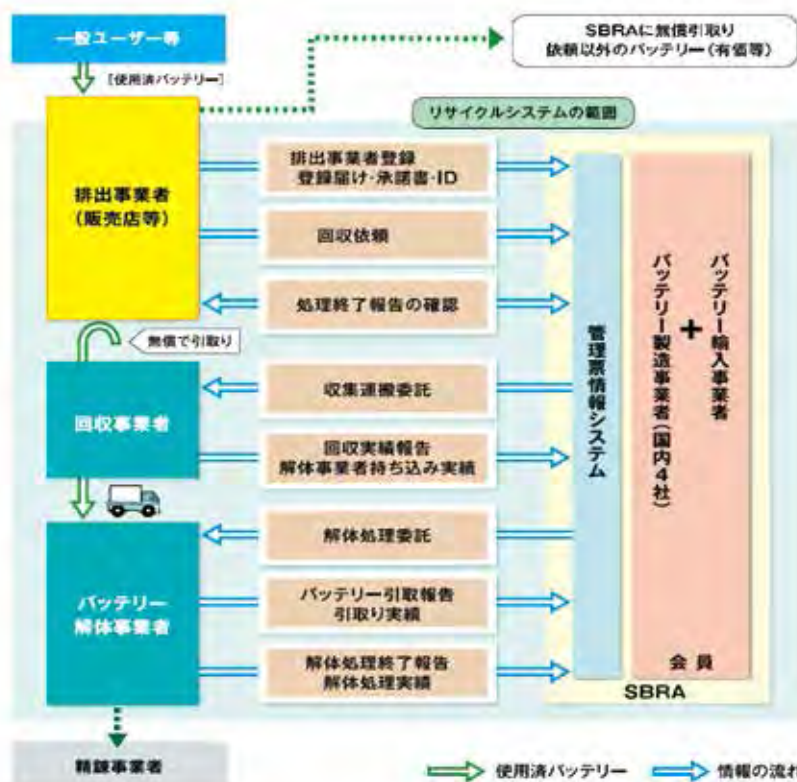 一般ユーザー等
SBRAに無償引取り
依頼以外のバッテリー(有価等)
[使用済バッテリー]
リサイクルシステムの範囲
排出事業者
(販売店等)
排出事業者登録
登録届け・承諾書・ID
回収依頼
処理終了報告の確認
無償で引取り
回収事業者
収集運搬委託
回収実績報告
解体事業者持ち込み実績
バッテリー
解体事業者
解体処理委託
バッテリー引取報告
引取り実績
解体処理終了報告
解体処理実績
管理票情報システム
バッテリー輸入事業者
+
バッテリー製造事業者(国内4社)
会員
SBRA
精錬事業者
使用済バッテリー
情報の流れ